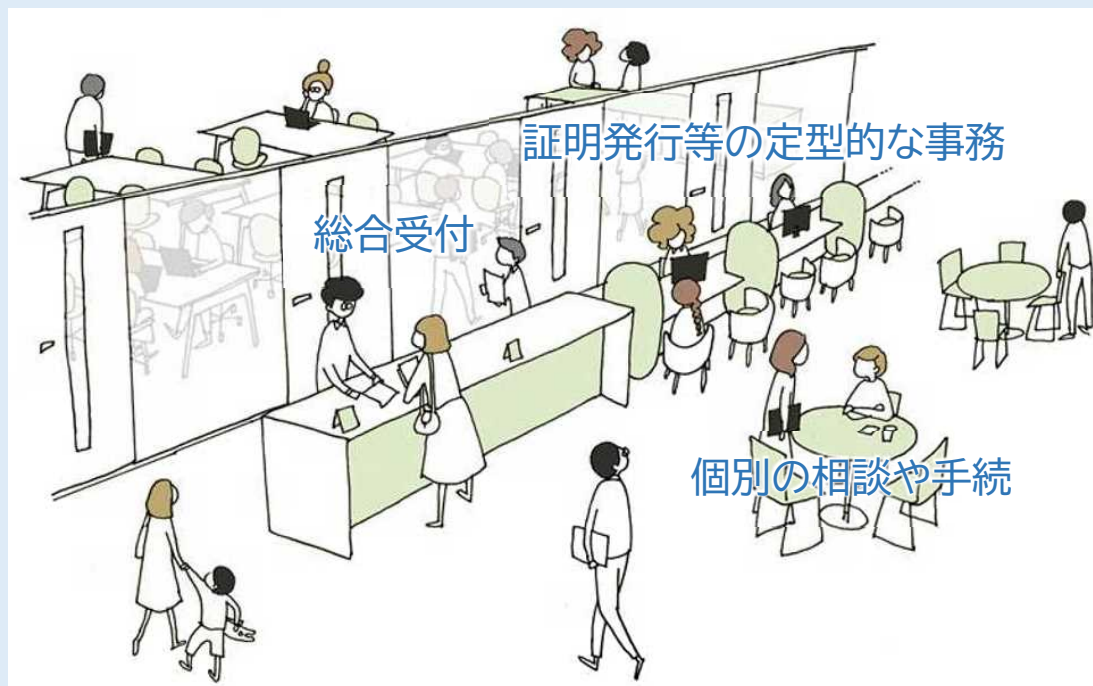 証明発行等の定型的な事務
総合受付
個別の相談や手続